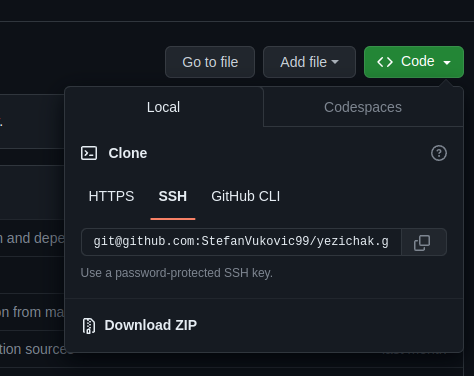 Go to file Add file Code
.
Local Codespaces
Clone
HTTPS SSH GitHub CLI
n and depe
git@github.com:StefanVukovic99/yezichak.g
Use a password-protected SSH key.
on from ma
Download ZIP
tion sources